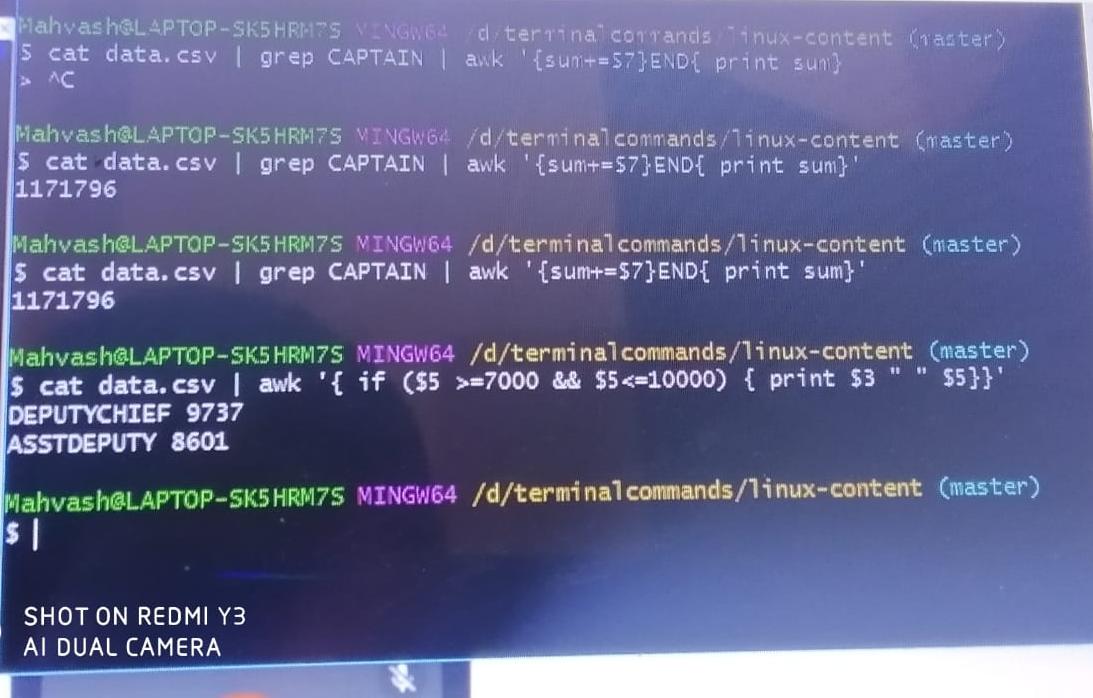 Mahvash@LAPTOP-SK5HRM7S MINGW64 /d/terminalcommands/linux-content (master)
$ cat data.csv | grep CAPTAIN | awk '{sum+=$7}END{ print sum}
> ^C
Mahvash@LAPTOP-SK5HRM7S MINGW64 /d/terminalcommands/linux-content (master)
$ cat data.csv | grep CAPTAIN | awk '{sum+=$7}END{ print sum}'
1171796
Mahvash@LAPTOP-SK5HRM7S MINGW64 /d/terminalcommands/linux-content (master)
$ cat data.csv | grep CAPTAIN | awk '{sum+=$7}END{ print sum}'
1171796
Mahvash@LAPTOP-SK5HRM7S MINGW64 /d/terminalcommands/linux-content (master)
$ cat data.csv | awk '{ if ($5 >=7000 && $5<=10000) { print $3 " " $5}}'
DEPUTYCHIEF 9737
ASSTDEPUTY 8601
Mahvash@LAPTOP-SK5HRM7S MINGW64 /d/terminalcommands/linux-content (master)
$
SHOT ON REDMI Y3
AI DUAL CAMERA